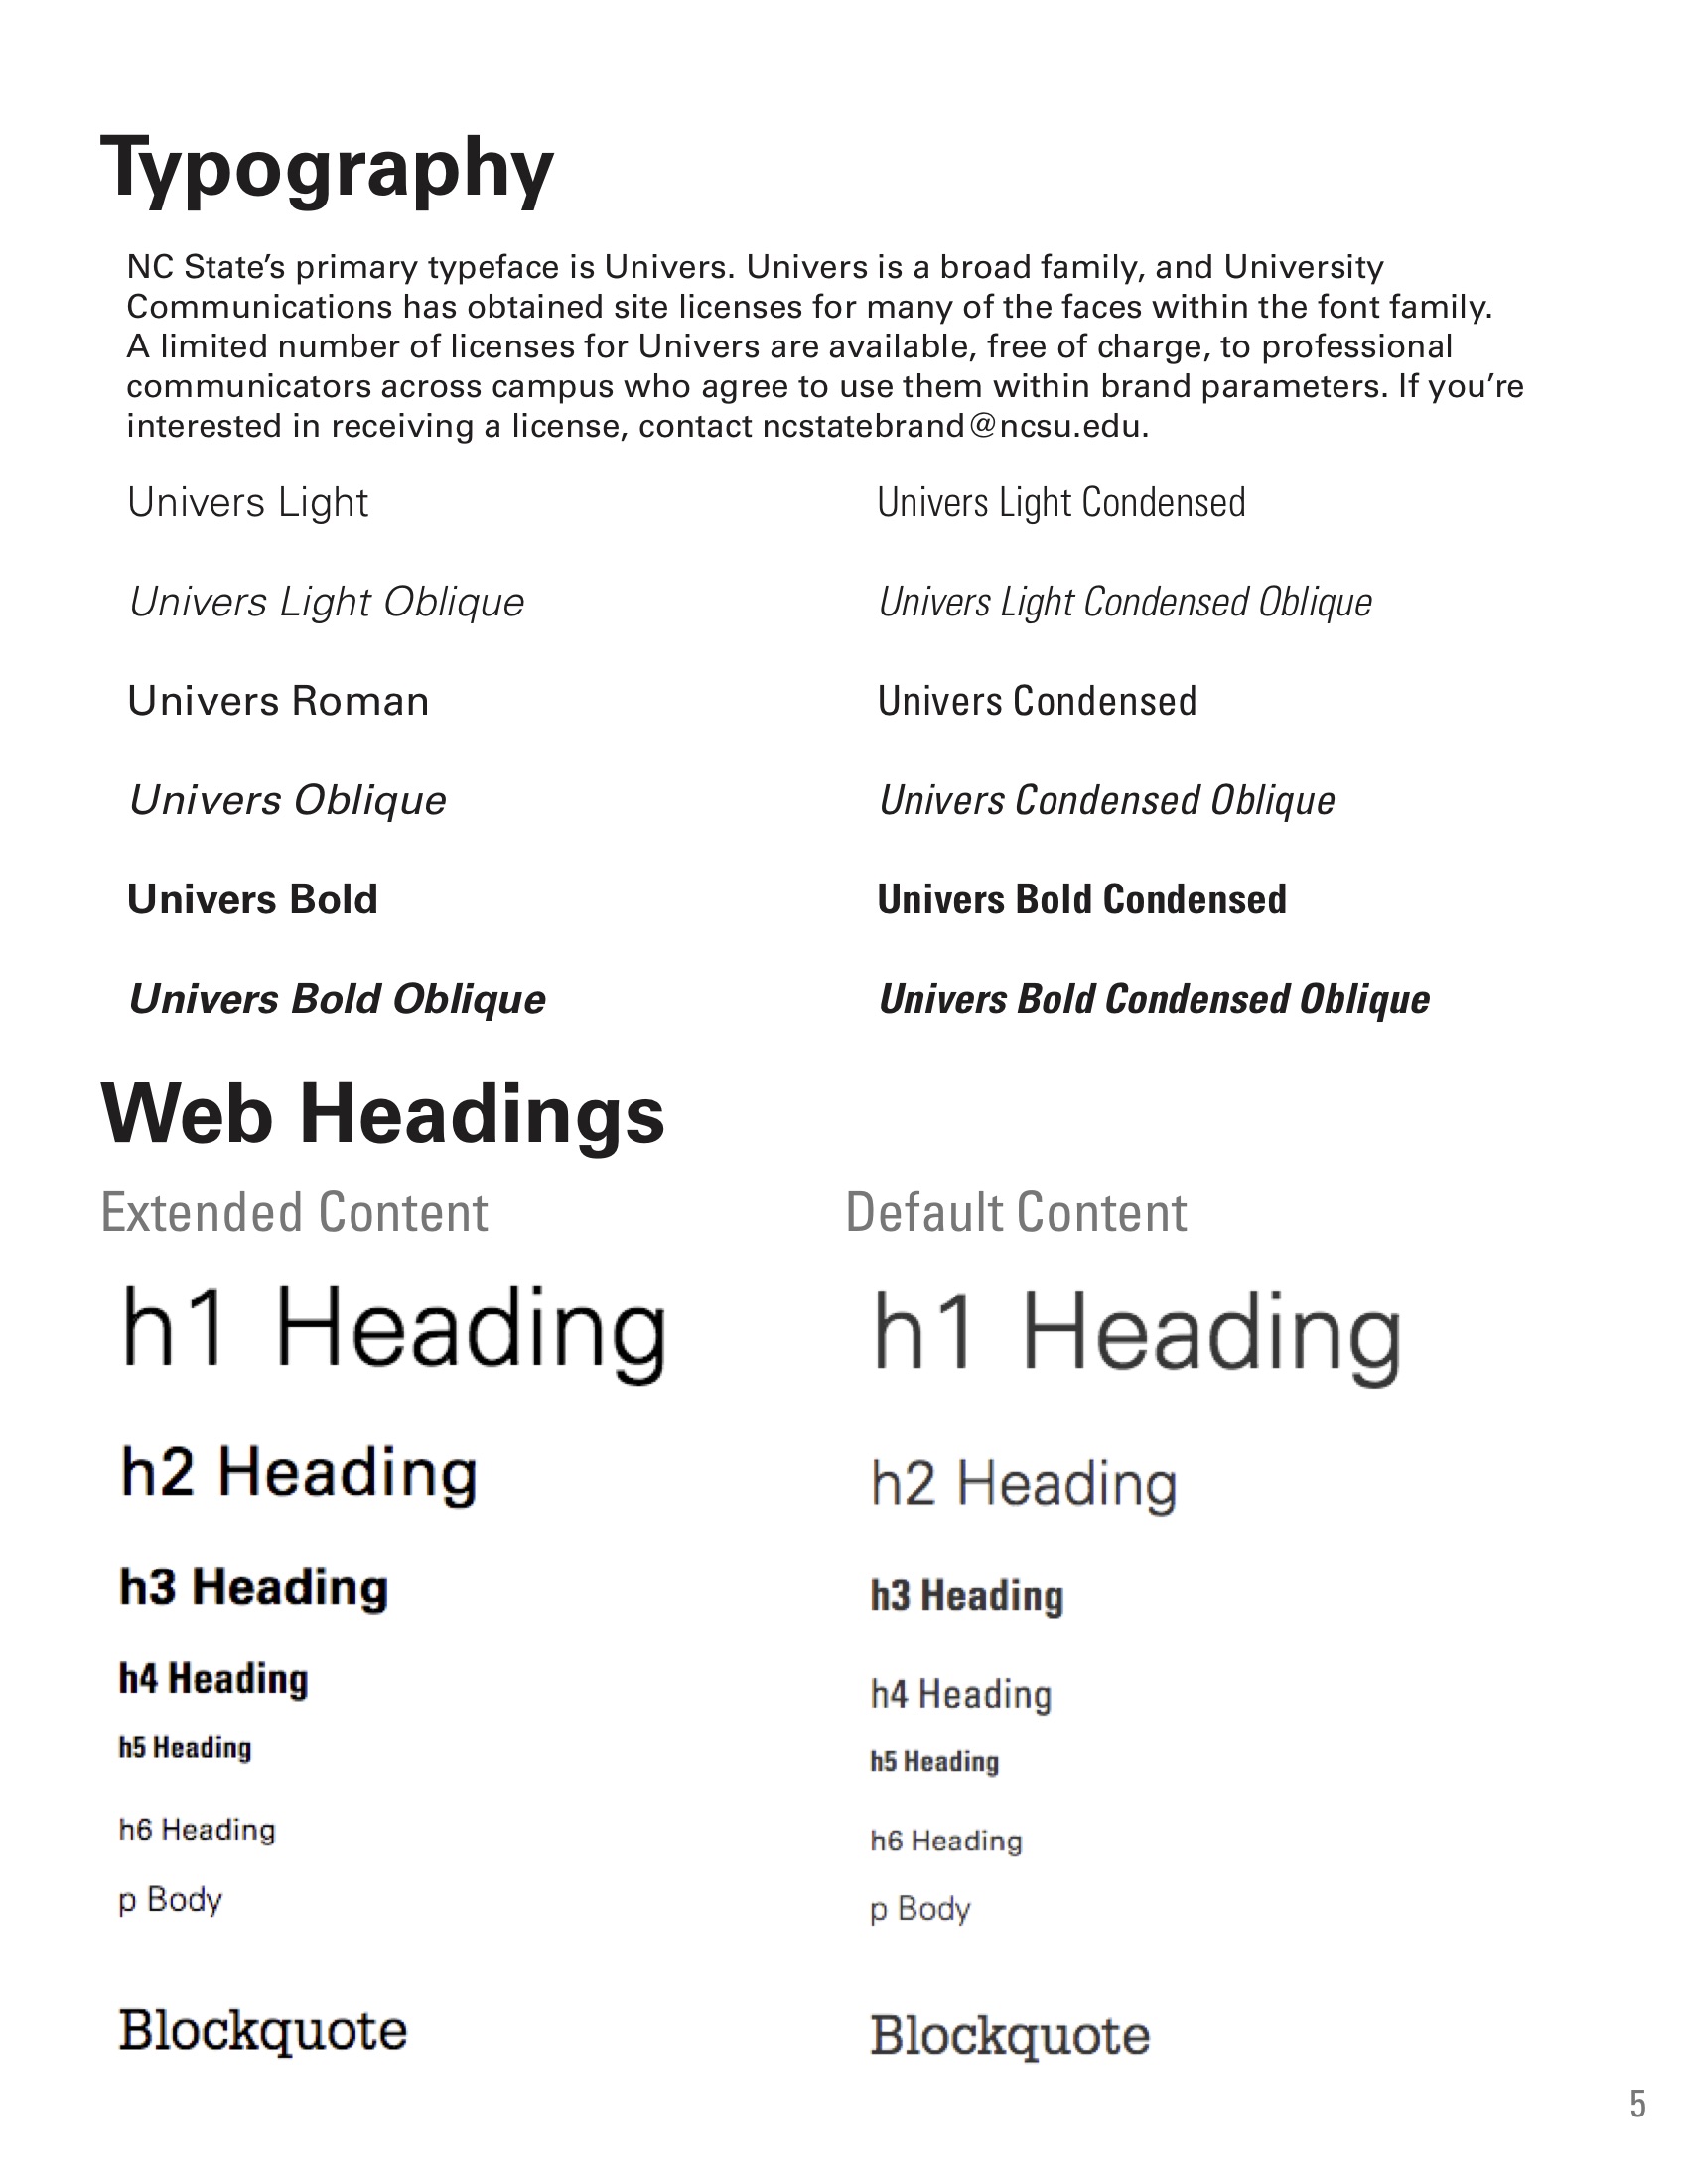 Typography
NC State’s primary typeface is Univers. Univers is a broad family, and University
Communications has obtained site licenses for many of the faces within the font family.
A limited number of licenses for Univers are available, free of charge, to professional
communicators across campus who agree to use them within brand parameters. If you’re
interested in receiving a license, contact ncstatebrand@ncsu.edu.
Univers Light
Univers Light Oblique
Univers Roman
Univers Oblique
Univers Bold
Univers Bold Oblique
Univers Light Condensed
Univers Light Condensed Oblique
Univers Condensed
Univers Condensed Oblique
Univers Bold Condensed
Univers Bold Condensed Oblique
Web Headings
Extended Content
h1 Heading
h2 Heading
h3 Heading
h4 Heading
h5 Heading
h6 Heading
p Body
Blockquote
Default Content
h1 Heading
h2 Heading
h3 Heading
h4 Heading
h5 Heading
h6 Heading
p Body
Blockquote
5